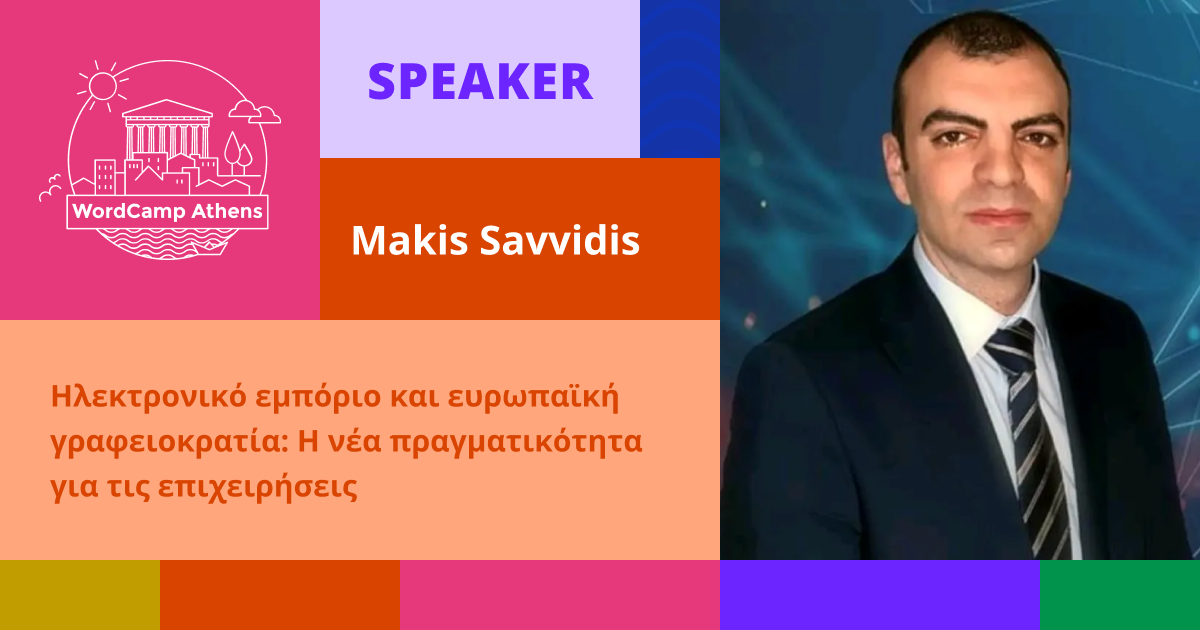 WordCamp Athens
SPEAKER
Makis Savvidis
Ηλεκτρονικό εμπόριο και ευρωπαϊκή
γραφειοκρατία: Η νέα πραγματικότητα
για τις επιχειρήσεις